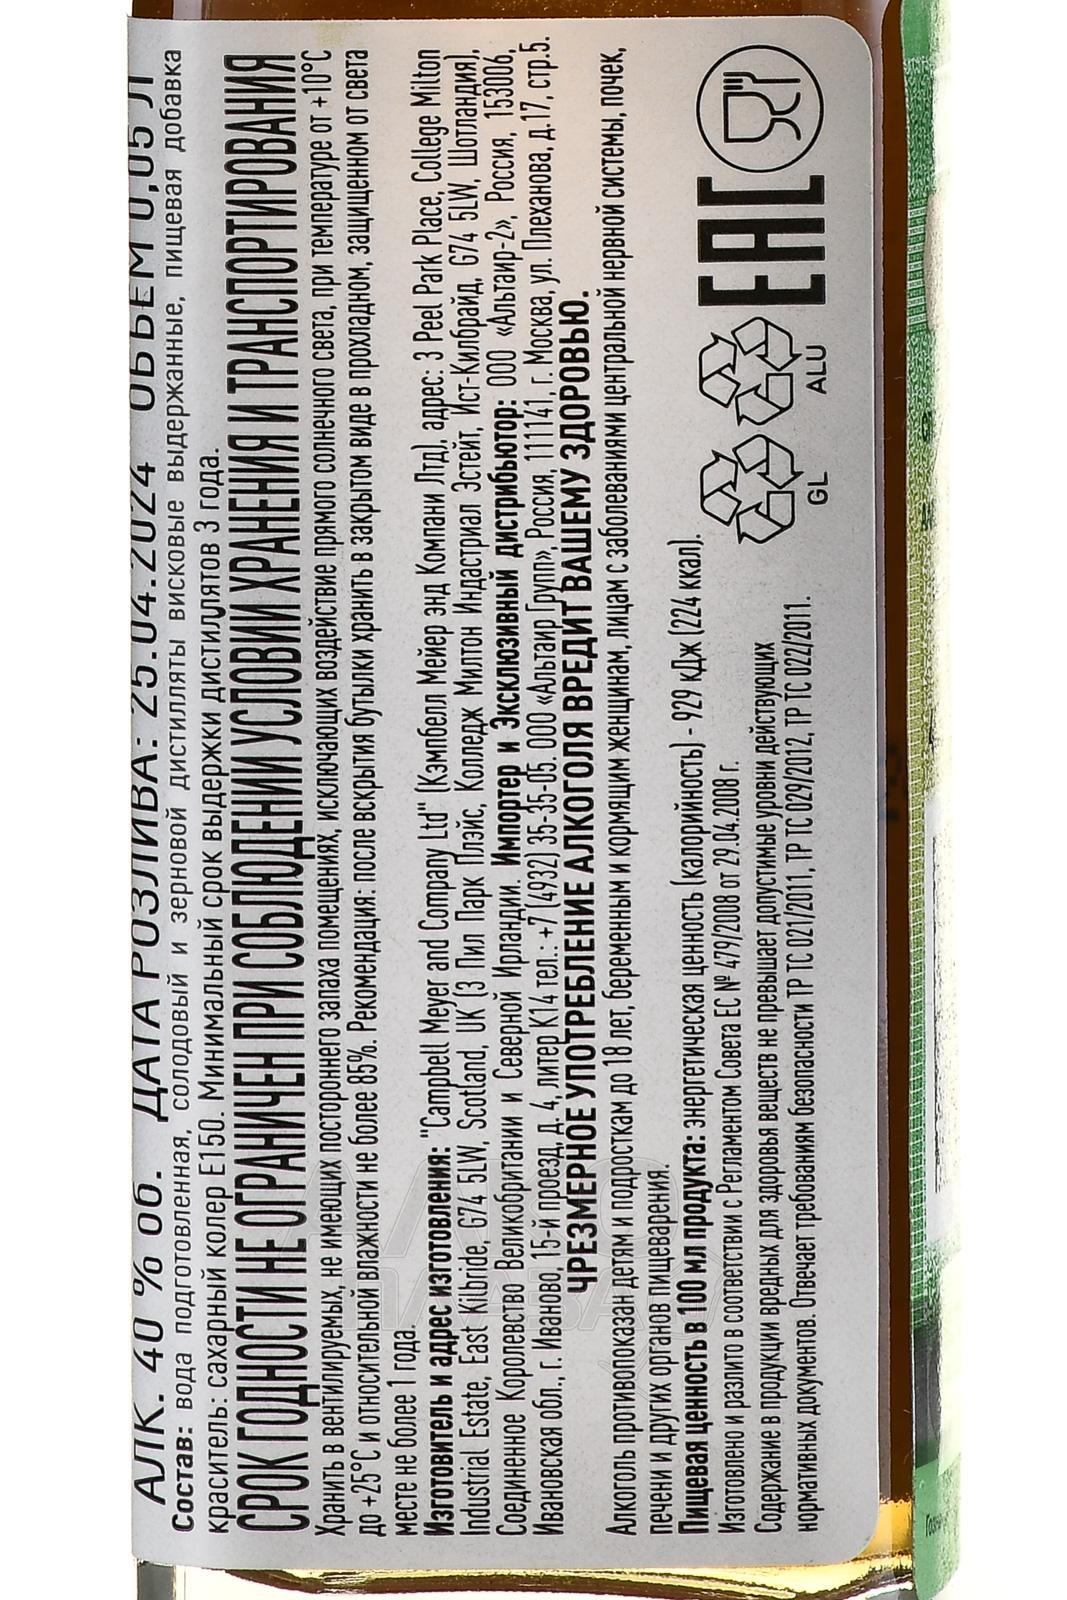 АЛК. 40 % об. ДАТА РОЗЛИВА: 25.04.2024 ОБЪЕМ 0,05 Л
Состав: вода подготовленная, солодовый и зерновой дистилляты висковые выдержанные, пищевая добавка
краситель: сахарный колер Е150. Минимальный срок выдержки дистиллятов 3 года.
СРОК ГОДНОСТИ НЕ ОГРАНИЧЕН ПРИ СОБЛЮДЕНИИ УСЛОВИИ ХРАНЕНИЯ И ТРАНСПОРТИРОВАНИЯ
Хранить в вентилируемых, не имеющих постороннего запаха помещениях, исключающих воздействие прямого солнечного света, при температуре от +10°С
до +25°С и относительной влажности не более 85%. Рекомендация: после вскрытия бутылки хранить в закрытом виде в прохладном, защищенном от света
месте не более 1 года.
Изготовитель и адрес изготовления: "Campbell Meyer and Company Ltd" (Кэмпбелл Мейер энд Компани Лтд), адрес: 3 Peel Park Place, College Milton
Industrial Estate, East Kilbride, G74 5LW, Scotland, UK (3 Пил Парк Плэйс, Колледж Милтон Индастриал Эстейт, Ист-Килбрайд, G74 5LW, Шотландия),
Соединенное Королевство Великобритании и Северной Ирландии. Импортер и Эксклюзивный дистрибьютор: ООО «Альтаир-2», Россия, 153006,
Ивановская обл., г. Иваново, 15-й проезд, д. 4, литер К14 тел.: +7 (4932) 35-35-05. ООО «Альтаир Групп», Россия, 111141, г. Москва, ул. Плеханова, д.17, стр.5.
ЧРЕЗМЕРНОЕ УПОТРЕБЛЕНИЕ АЛКОГОЛЯ ВРЕДИТ ВАШЕМУ ЗДОРОВЬЮ.
Алкоголь противопоказан детям и подросткам до 18 лет, беременным и кормящим женщинам, лицам с заболеваниями центральной нервной системы, почек,
печени и других органов пищеварения.
Пищевая ценность в 100 мл продукта: энергетическая ценность (калорийность) - 929 кДж (224 ккал).
Изготовлено и разлито в соответствии с Регламентом Совета ЕС № 479/2008 от 29.04.2008 г.
Содержание в продукции вредных для здоровья веществ не превышает допустимые уровни действующих
нормативных документов. Отвечает требованиям безопасности ТР ТС 021/2011, ТР ТС 029/2012, ТР ТС 022/2011.
GL
ALU
EAC